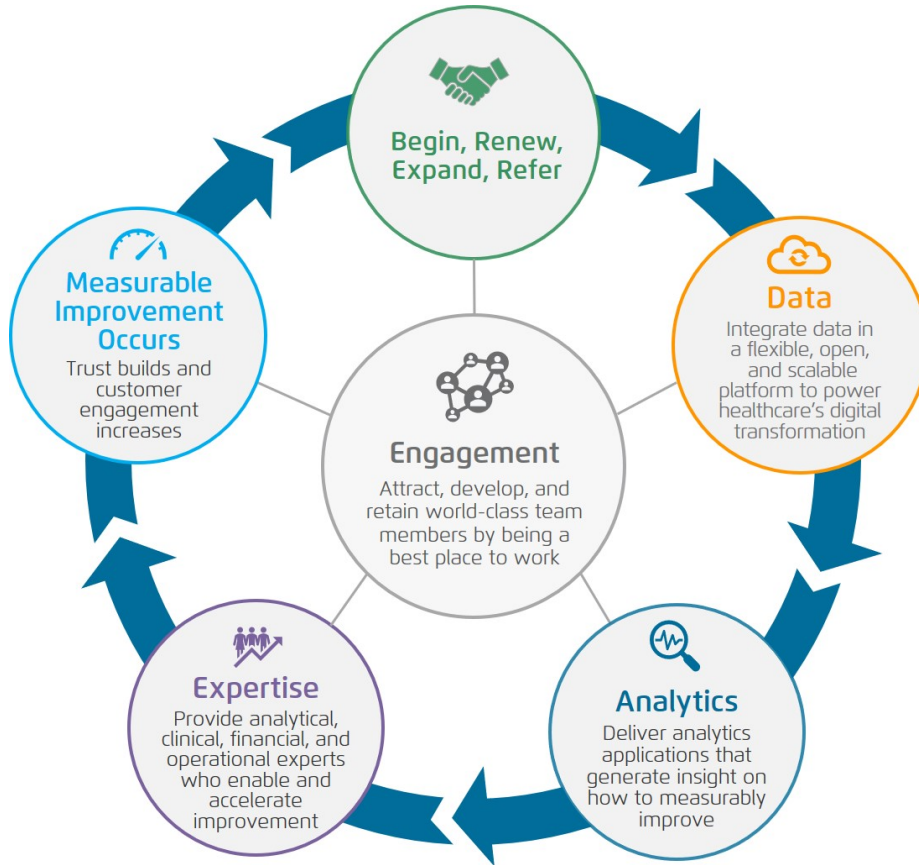 Begin, Renew,
Expand, Refer
Data
Integrate data in
a flexible, open,
and scalable
platform to power
healthcare's digital
transformation
Analytics
Deliver analytics
applications that
generate insight on
how to measurably
improve
Expertise
Provide analytical,
clinical, financial, and
operational experts
who enable and
accelerate
improvement
Measurable
Improvement
Occurs
Trust builds and
customer
engagement
increases
Engagement
Attract, develop, and
retain world-class team
members by being a
best place to work